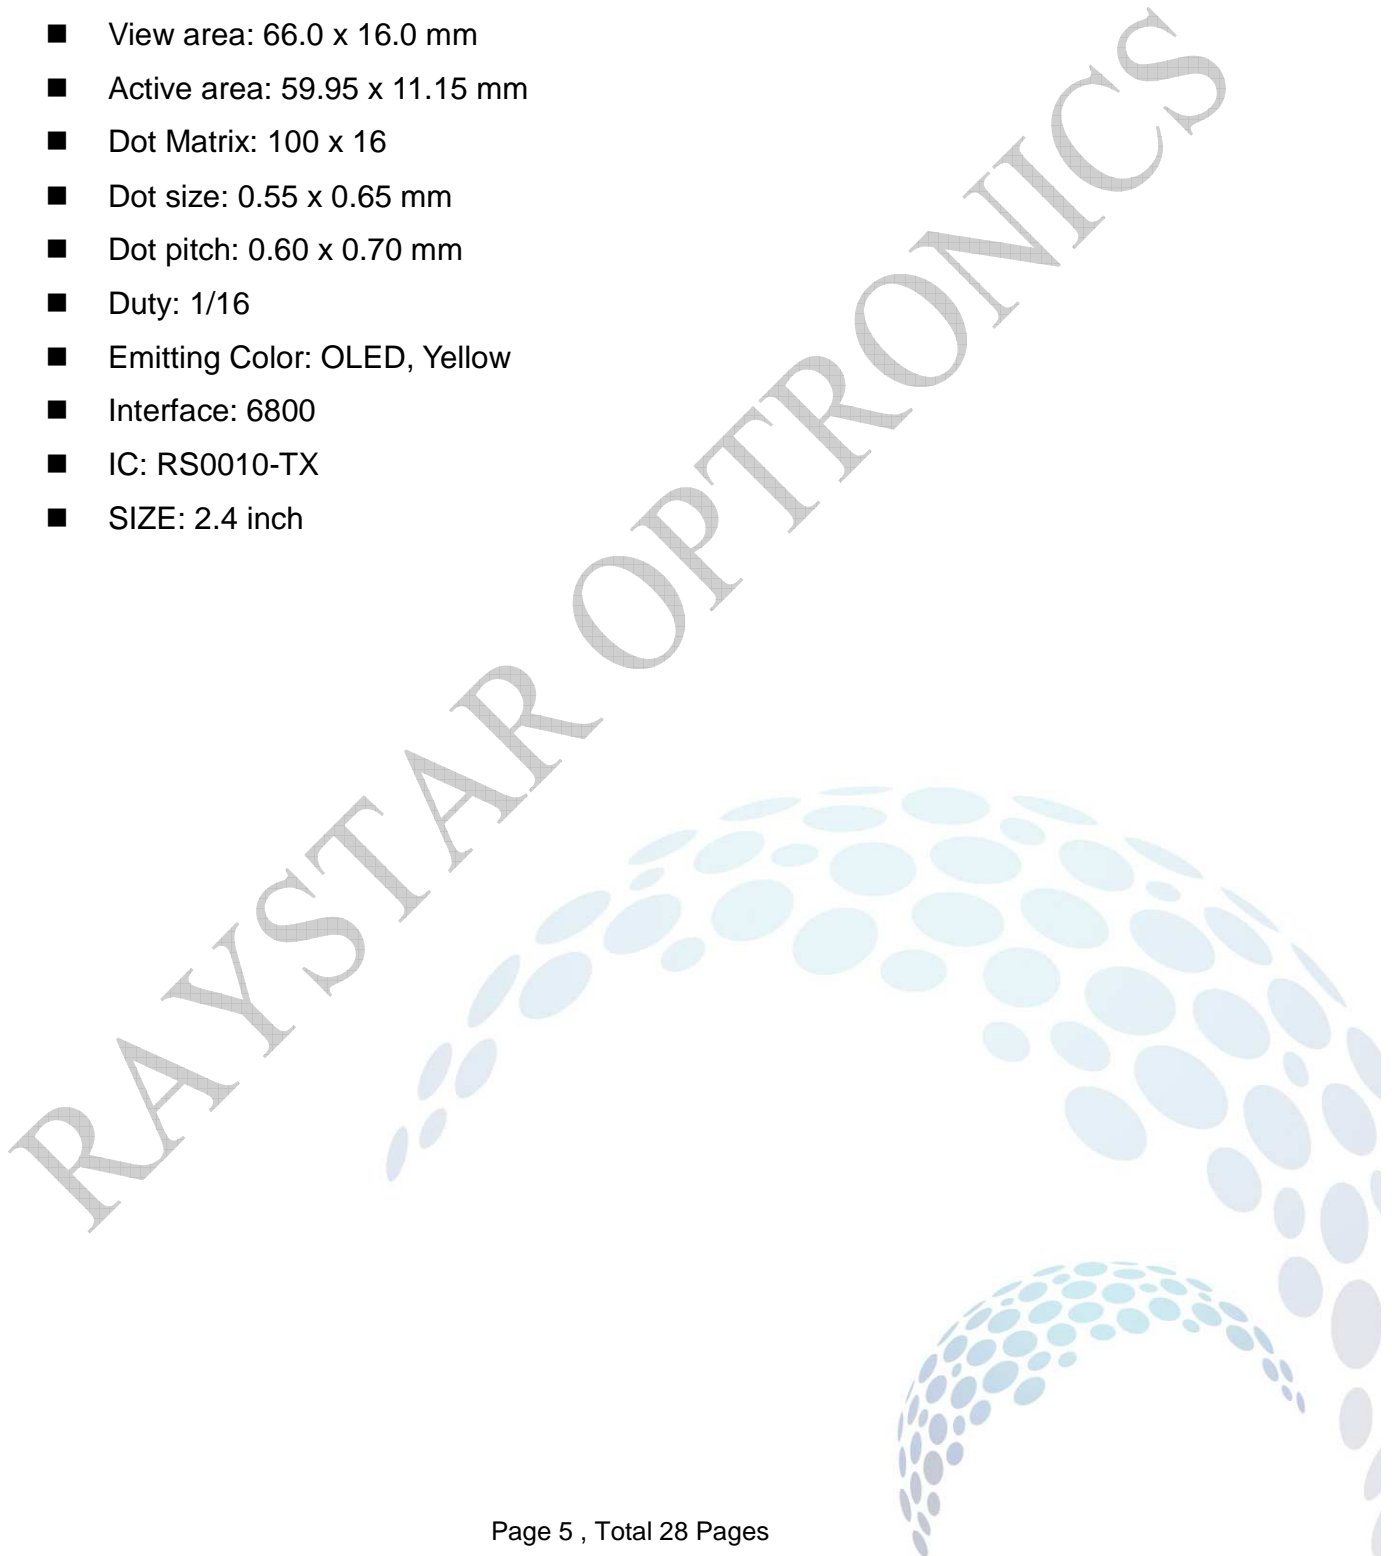 ■ View area: 66.0 x 16.0 mm
■ Active area: 59.95 x 11.15 mm
■ Dot Matrix: 100 x 16
■ Dot size: 0.55 x 0.65 mm
■ Dot pitch: 0.60 x 0.70 mm
■ Duty: 1/16
■ Emitting Color: OLED, Yellow
■ Interface: 6800
■ IC: RS0010-TX
■ SIZE: 2.4 inch
RAYSTAR OPTRONICS
Page 5 , Total 28 Pages